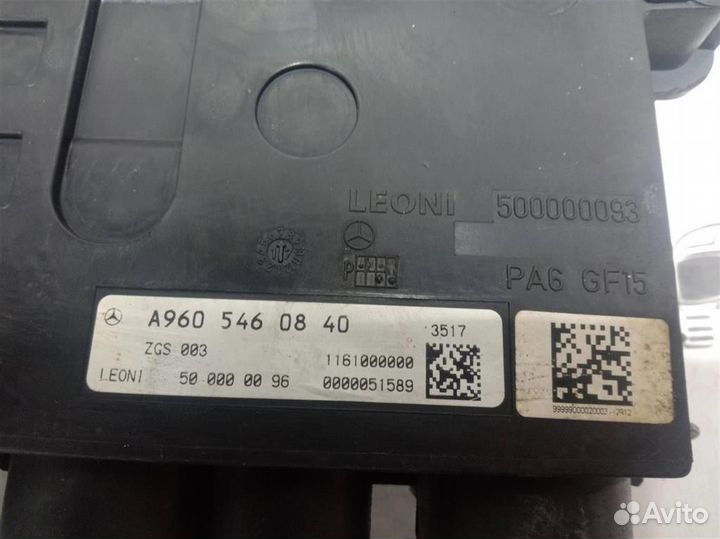 LEONI 500000093
PA6 GF15
A960 546 08 40
3517
ZGS 003
1161000000
LEONI 50 000 00 96
0000051589
Avito